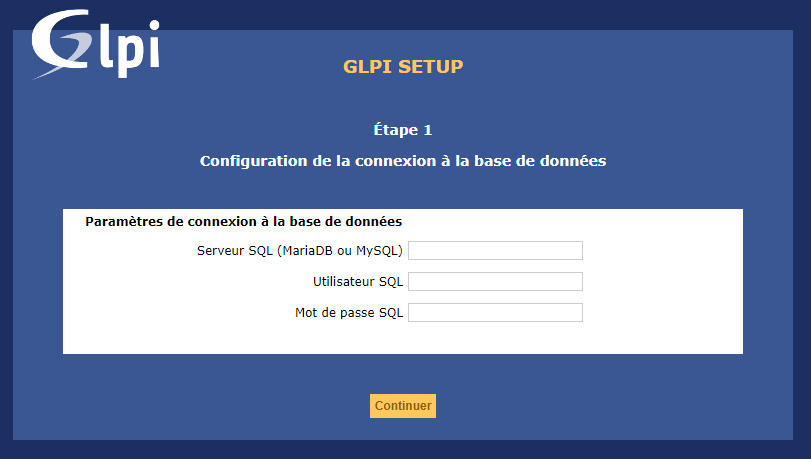 Glpi
GLPI SETUP
Étape 1
Configuration de la connexion à la base de données
Paramètres de connexion à la base de données
Serveur SQL (MariaDB ou MySQL)
Utilisateur SQL
Mot de passe SQL
Continuer